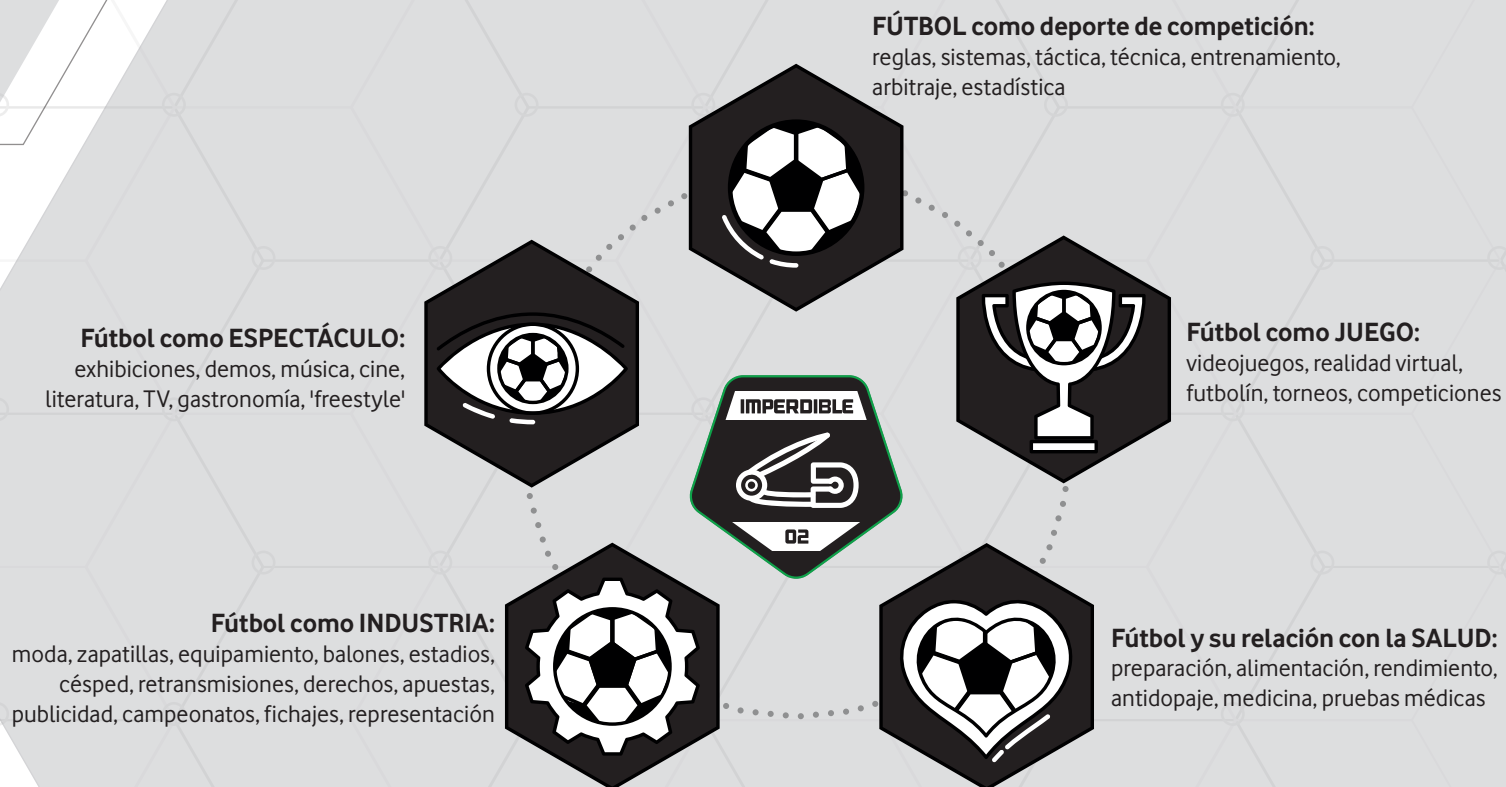 FÚTBOL como deporte de competición:
reglas, sistemas, táctica, técnica, entrenamiento,
arbitraje, estadística
Fútbol como ESPECTÁCULO:
exhibiciones, demos, música, cine,
literatura, TV, gastronomía, 'freestyle'
Fútbol como JUEGO:
videojuegos, realidad virtual,
futbolín, torneos, competiciones
IMPERDIBLE
02
Fútbol como INDUSTRIA:
moda, zapatillas, equipamiento, balones, estadios,
césped, retransmisiones, derechos, apuestas,
publicidad, campeonatos, fichajes, representación
Fútbol y su relación con la SALUD:
preparación, alimentación, rendimiento,
antidopaje, medicina, pruebas médicas